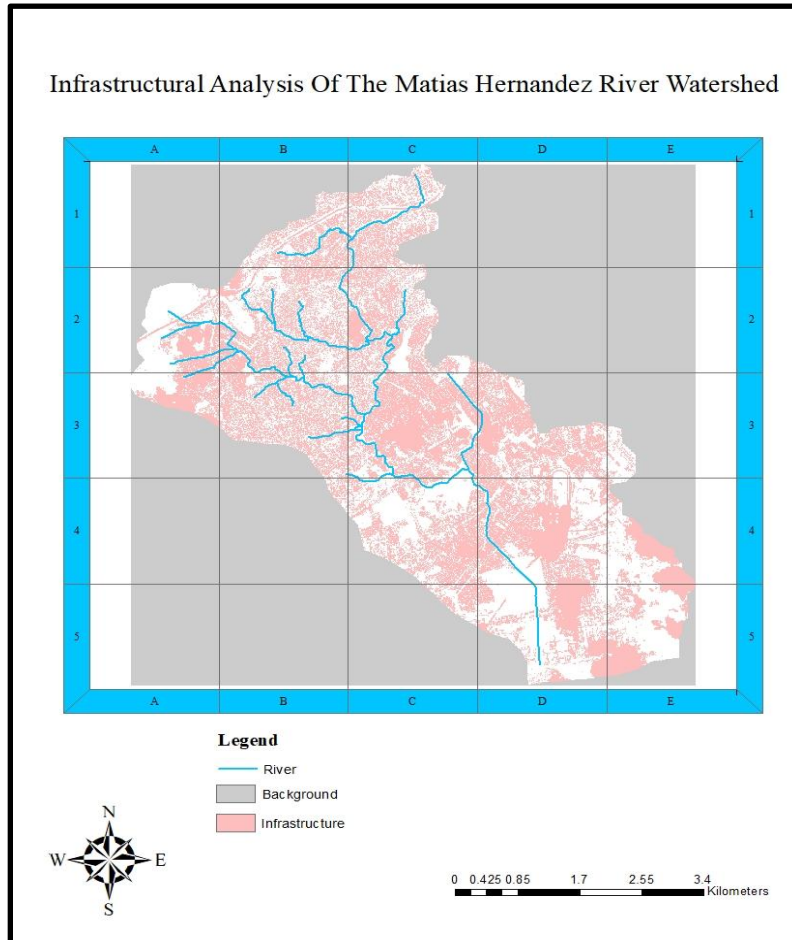 Infrastructural Analysis Of The Matias Hernandez River Watershed
A B C D E
1 1
2 2
3 3
4 4
5 5
A B C D E
Legend
River
Background
Infrastructure
N
W E
S
0 0.425 0.85 1.7 2.55 3.4
Kilometers